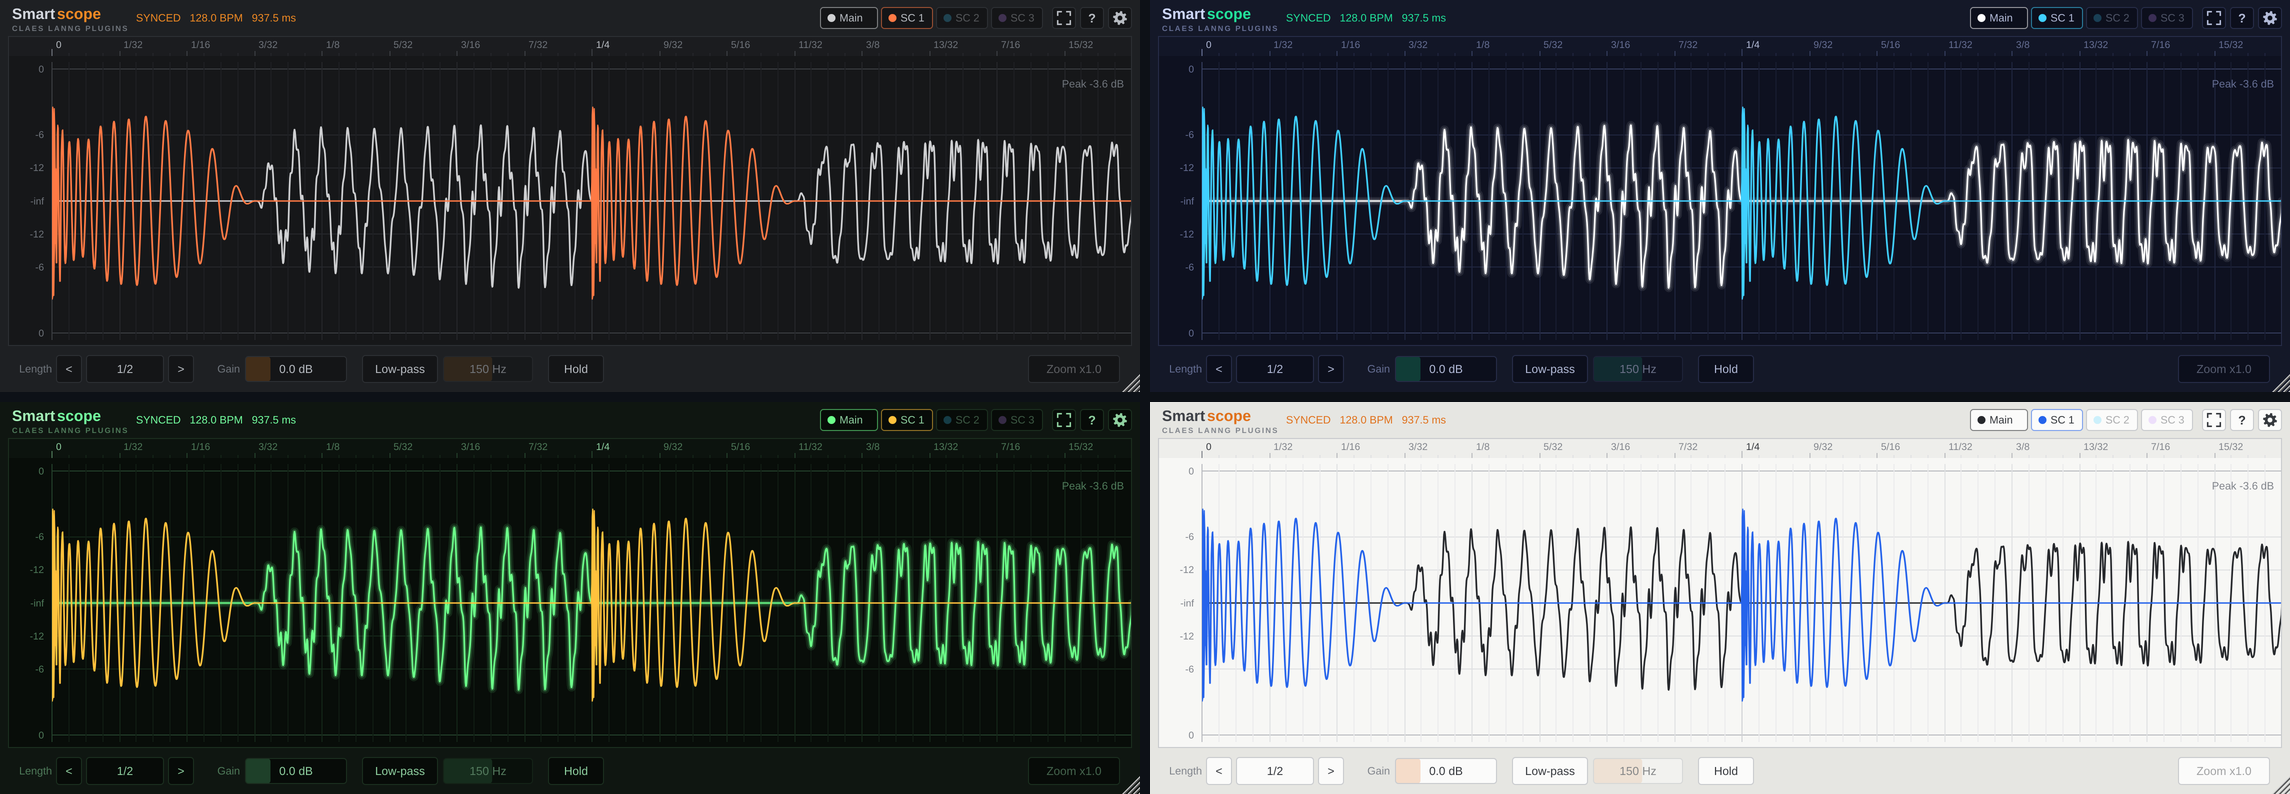 Smartscope SYNCED 128.0 BPM 937.5 ms Main SC 1 SC 2 SC 3 ?
CLAES LANNG PLUGINS
0 1/32 1/16 3/32 1/8 5/32 3/16 7/32 1/4 9/32 5/16 11/32 3/8 13/32 7/16 15/32
0
Peak -3.6 dB
-6
-12
-inf
-12
-6
0
Length < 1/2 > Gain 0.0 dB Low-pass 150 Hz Hold Zoom x1.0
Smartscope SYNCED 128.0 BPM 937.5 ms Main SC 1 SC 2 SC 3 ?
CLAES LANNG PLUGINS
0 1/32 1/16 3/32 1/8 5/32 3/16 7/32 1/4 9/32 5/16 11/32 3/8 13/32 7/16 15/32
0
Peak -3.6 dB
-6
-12
-inf
-12
-6
0
Length < 1/2 > Gain 0.0 dB Low-pass 150 Hz Hold Zoom x1.0
Smartscope SYNCED 128.0 BPM 937.5 ms Main SC 1 SC 2 SC 3 ?
CLAES LANNG PLUGINS
0 1/32 1/16 3/32 1/8 5/32 3/16 7/32 1/4 9/32 5/16 11/32 3/8 13/32 7/16 15/32
0
Peak -3.6 dB
-6
-12
-inf
-12
-6
0
Length < 1/2 > Gain 0.0 dB Low-pass 150 Hz Hold Zoom x1.0
Smartscope SYNCED 128.0 BPM 937.5 ms Main SC 1 SC 2 SC 3 ?
CLAES LANNG PLUGINS
0 1/32 1/16 3/32 1/8 5/32 3/16 7/32 1/4 9/32 5/16 11/32 3/8 13/32 7/16 15/32
0
Peak -3.6 dB
-6
-12
-inf
-12
-6
0
Length < 1/2 > Gain 0.0 dB Low-pass 150 Hz Hold Zoom x1.0